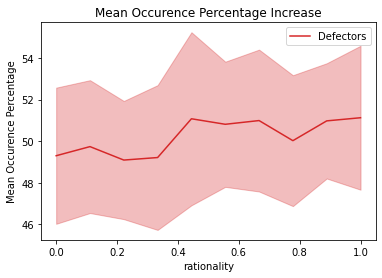 Mean Occurence Percentage Increase
Defectors
Mean Occurence Percentage
54
52
50
48
46
0.0 0.2 0.4 0.6 0.8 1.0
rationality